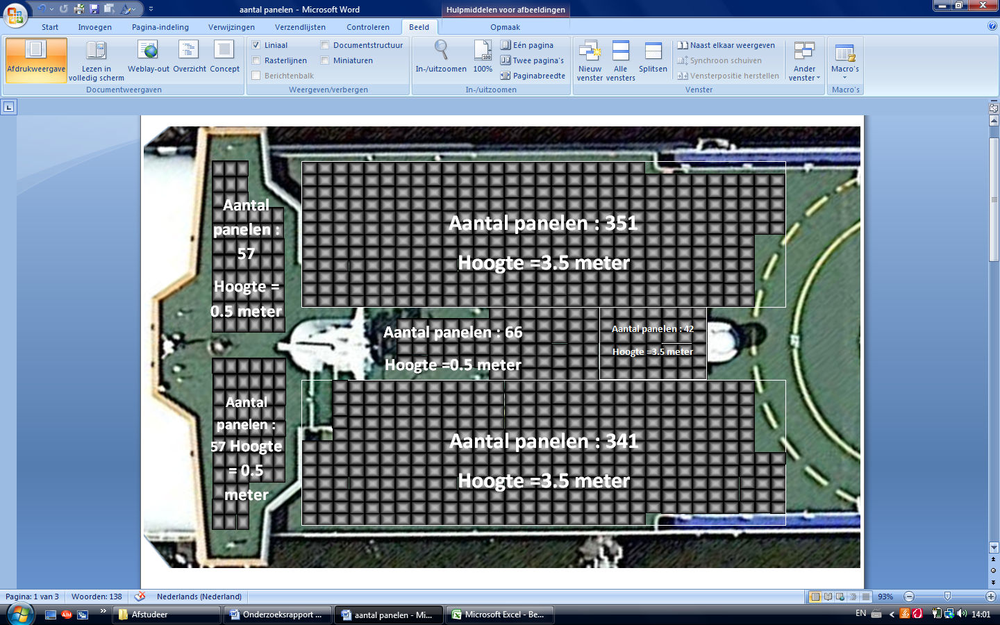 aantal panelen - Microsoft Word
Hulpmiddelen voor afbeeldingen
Start
Invoegen
Pagina-indeling
Verwijzingen
Verzendlijsten
Controleren
Beeld
Opmaak
Afdrukweergave
Lezen in volledig scherm
Weblay-out
Overzicht
Concept
Documentweergaven
Liniaal
Rasterlijnen
Berichtenbalk
Documentstructuur
Miniaturen
Weergeven/verbergen
In-/uitzoomen
100%
Eén pagina
Twee pagina's
Paginabreedte
In-/uitzoomen
Nieuw venster
Alle vensters
Splitsen
Naast elkaar weergeven
Synchroon schuiven
Vensterpositie herstellen
Ander venster
Venster
Macro's
Macro's
Aantal
panelen :
57
Hoogte =
0.5 meter
Aantal panelen : 351
Hoogte =3.5 meter
Aantal panelen : 66
Hoogte =0.5 meter
Aantal panelen : 42
Hoogte =3.5 meter
Aantal
panelen :
57 Hoogte
= 0.5
meter
Aantal panelen : 341
Hoogte =3.5 meter
Pagina: 1 van 3
Woorden: 138
Nederlands (Nederland)
93%
Afstudeer
Onderzoeksrapport ...
aantal panelen - Mi...
Microsoft Excel - Be...
EN
14:01